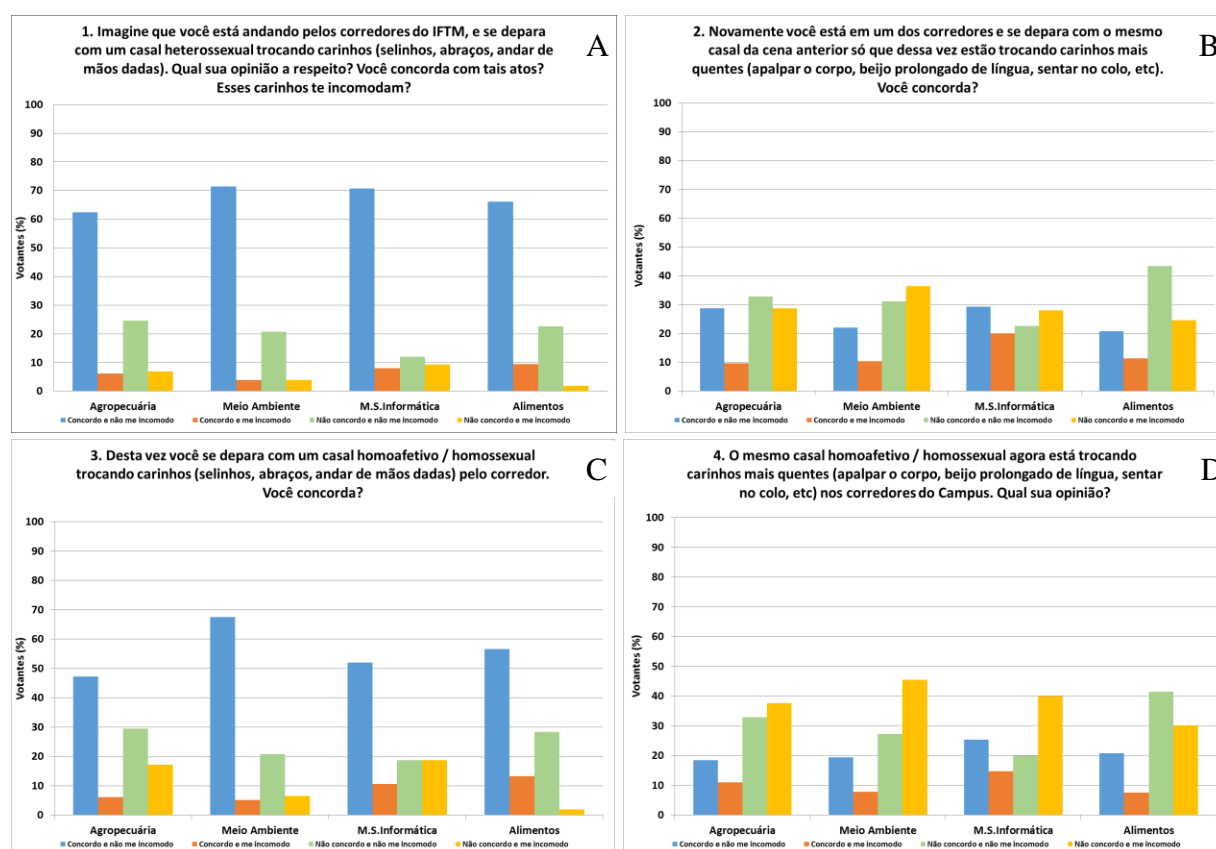 1. Imagine que você está andando pelos corredores do IFTM, e se depara
com um casal heterossexual trocando carinhos (selinhos, abraços, andar de
mãos dadas). Qual sua opinião a respeito? Você concorda com tais atos?
Esses carinhos te incomodam?
A
Votantes (%)
100
90
80
70
60
50
40
30
20
10
0
Agropecuária Meio Ambiente M.S.Informática Alimentos
Concordo e não me incomodo Concordo e me incomodo Não concordo e não me incomodo Não concordo e me incomodo
2. Novamente você está em um dos corredores e se depara com o mesmo
casal da cena anterior só que dessa vez estão trocando carinhos mais
quentes (apalpar o corpo, beijo prolongado de língua, sentar no colo, etc).
Você concorda?
B
Votantes (%)
100
90
80
70
60
50
40
30
20
10
0
Agropecuária Meio Ambiente M.S.Informática Alimentos
Concordo e não me incomodo Concordo e me incomodo Não concordo e não me incomodo Não concordo e me incomodo
3. Desta vez você se depara com um casal homoafetivo / homossexual
trocando carinhos (selinhos, abraços, andar de mãos dadas) pelo corredor.
Você concorda?
C
Votantes (%)
100
90
80
70
60
50
40
30
20
10
0
Agropecuária Meio Ambiente M.S.Informática Alimentos
Concordo e não me incomodo Concordo e me incomodo Não concordo e não me incomodo Não concordo e me incomodo
4. O mesmo casal homoafetivo / homossexual agora está trocando
carinhos mais quentes (apalpar o corpo, beijo prolongado de língua, sentar
no colo, etc) nos corredores do Campus. Qual sua opinião?
D
Votantes (%)
100
90
80
70
60
50
40
30
20
10
0
Agropecuária Meio Ambiente M.S.Informática Alimentos
Concordo e não me incomodo Concordo e me incomodo Não concordo e não me incomodo Não concordo e me incomodo